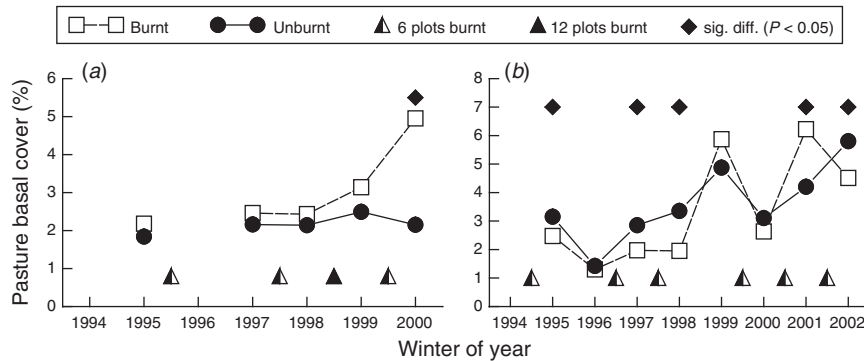 Burnt Unburnt 6 plots burnt 12 plots burnt sig. diff. (P < 0.05)
(a) (b)
Pasture basal cover (%)
6
5
4
3
2
1
0
1994 1995 1996 1997 1998 1999 2000
8
7
6
5
4
3
2
1
0
1994 1995 1996 1997 1998 1999 2000 2001 2002
Winter of year